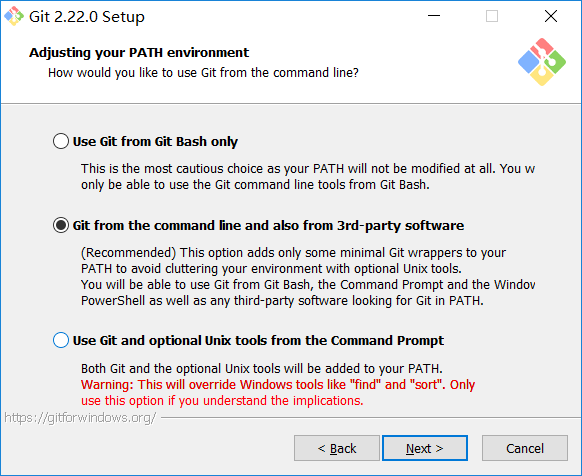 Git 2.22.0 Setup
Adjusting your PATH environment
How would you like to use Git from the command line?
Use Git from Git Bash only
This is the most cautious choice as your PATH will not be modified at all. You w
only be able to use the Git command line tools from Git Bash.
Git from the command line and also from 3rd-party software
(Recommended) This option adds only some minimal Git wrappers to your
PATH to avoid cluttering your environment with optional Unix tools.
You will be able to use Git from Git Bash, the Command Prompt and the Window
PowerShell as well as any third-party software looking for Git in PATH.
Use Git and optional Unix tools from the Command Prompt
Both Git and the optional Unix tools will be added to your PATH.
Warning: This will override Windows tools like "find" and "sort". Only
use this option if you understand the implications.
https://gitforwindows.org/
< Back Next > Cancel